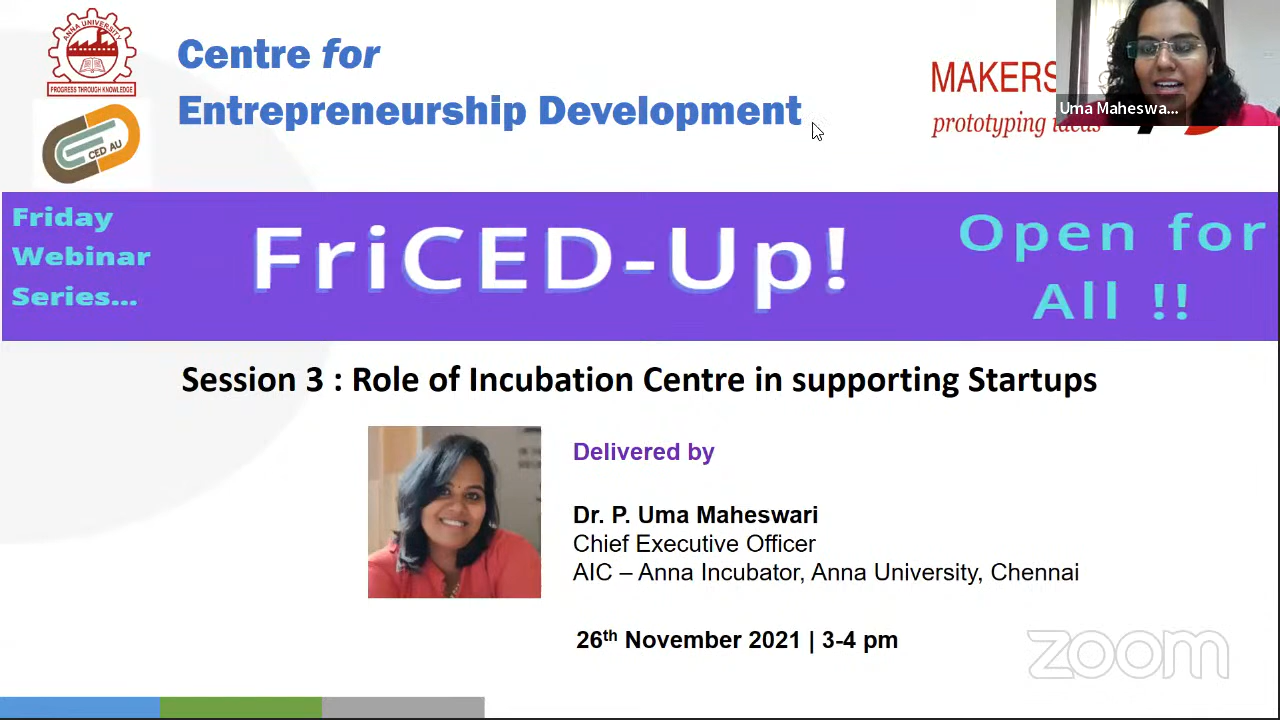 ANNA UNIVERSITY
PROGRESS THROUGH KNOWLEDGE
CED AU
Centre for
Entrepreneurship Development
MAKERS
prototyping ideas
Uma Maheswa...
Friday
Webinar
Series...
FriCED-Up!
Open for
All !!
Session 3 : Role of Incubation Centre in supporting Startups
Delivered by
Dr. P. Uma Maheswari
Chief Executive Officer
AIC – Anna Incubator, Anna University, Chennai
26th November 2021 | 3-4 pm
zoom